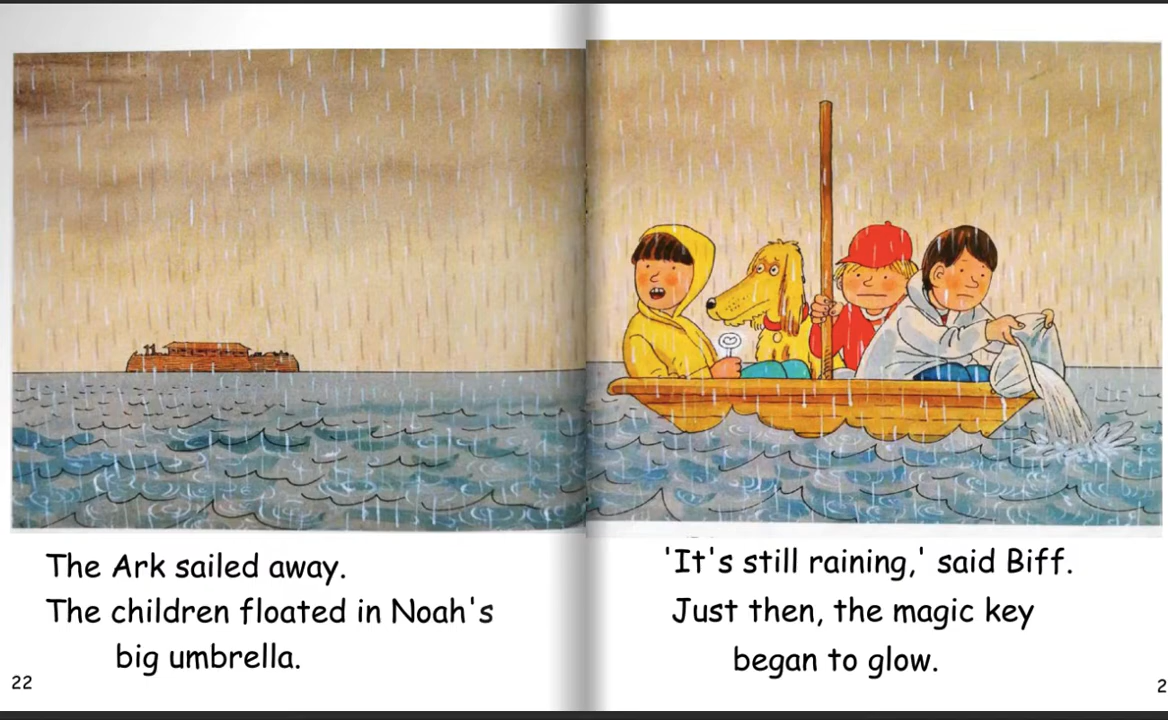 The Ark sailed away.
The children floated in Noah's
big umbrella.
22
'It's still raining,' said Biff.
Just then, the magic key
began to glow.
2